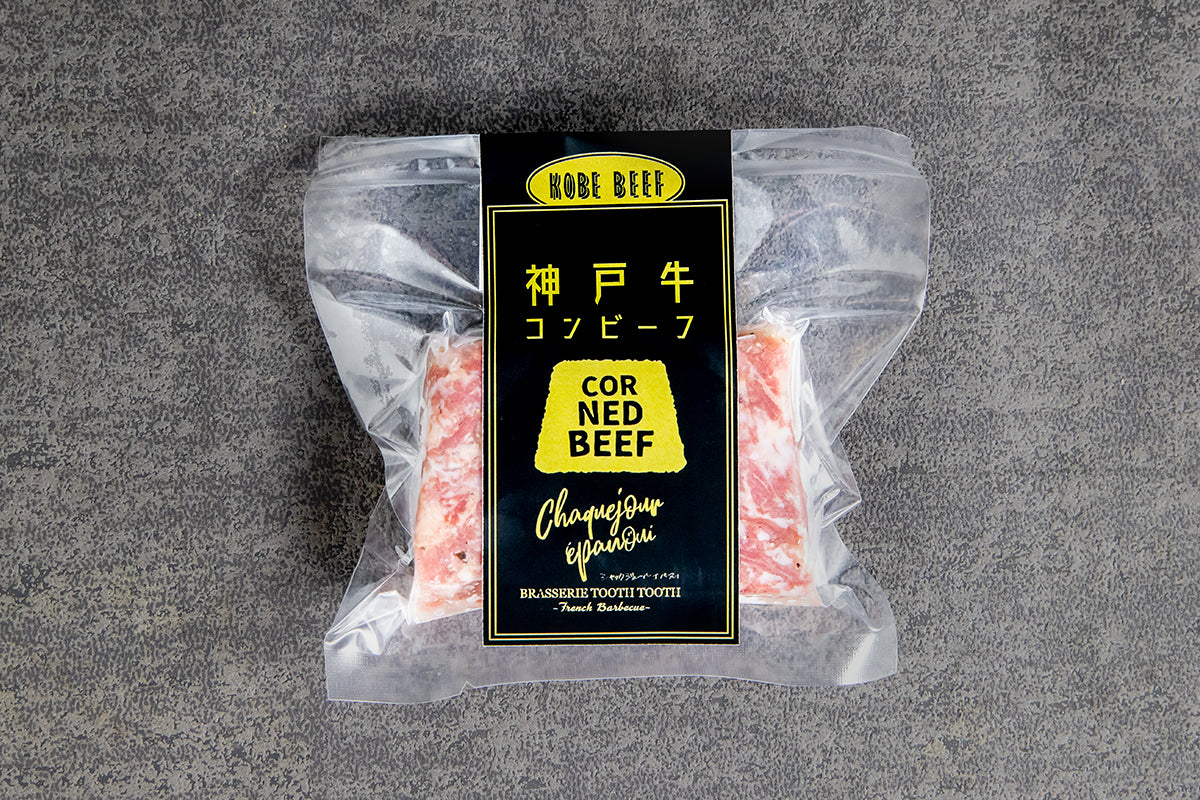 KOBE BEEF
神戸牛
コンビーフ
COR
NED
BEEF
Chaquejour
épanoui
BRASSERIE TOOTH TOOTH
~French Barbecue~